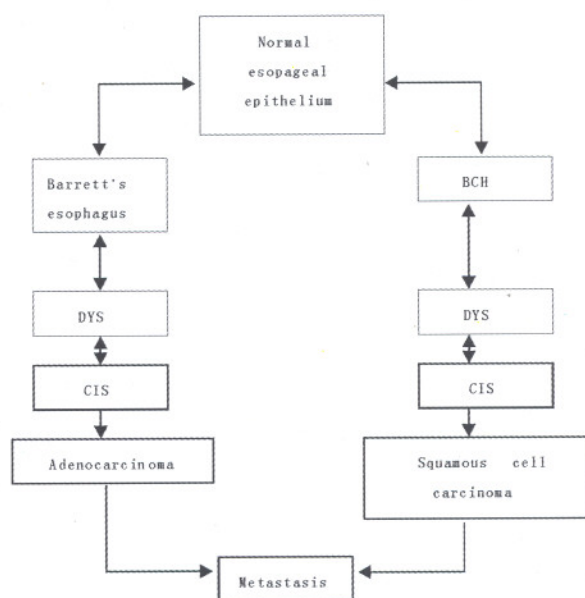 Normal
esopageal
epithelium
Barrett's
esophagus
BCH
DYS
DYS
CIS
CIS
Adenocarcinoma
Squamous cell
carcinoma
Metastasis